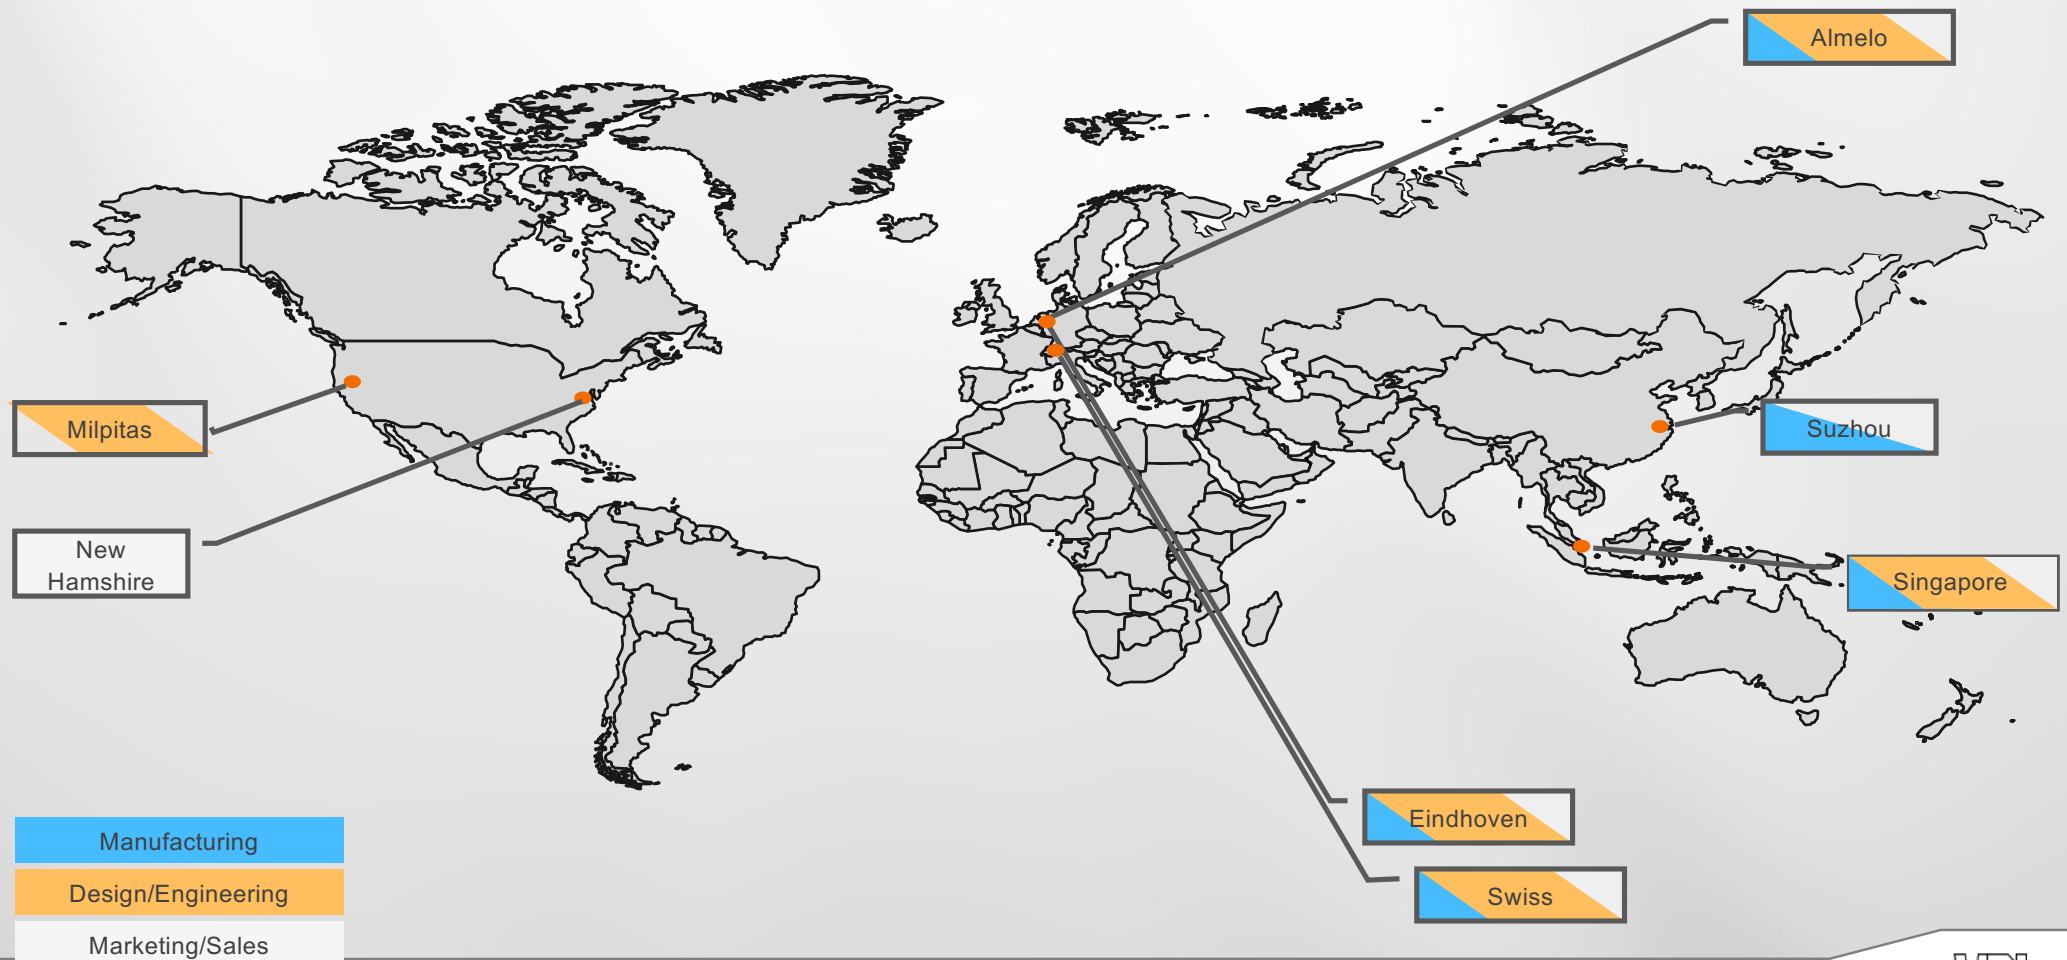 Almelo
Milpitas
Suzhou
New
Hamshire
Singapore
Eindhoven
Swiss
Manufacturing
Design/Engineering
Marketing/Sales